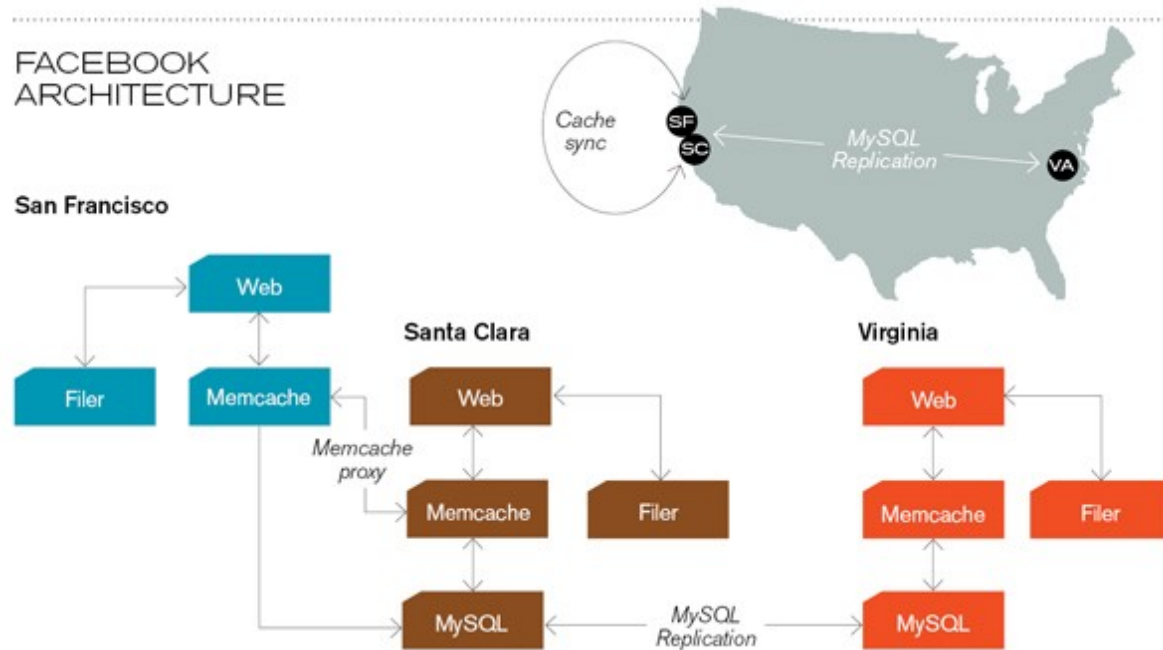 FACEBOOK
ARCHITECTURE
Cache
sync
SF
SC
MySQL
Replication
VA
San Francisco
Web
Filer
Memcache
Memcache
proxy
Santa Clara
Web
Memcache
Filer
MySQL
MySQL
Replication
Virginia
Web
Memcache
Filer
MySQL